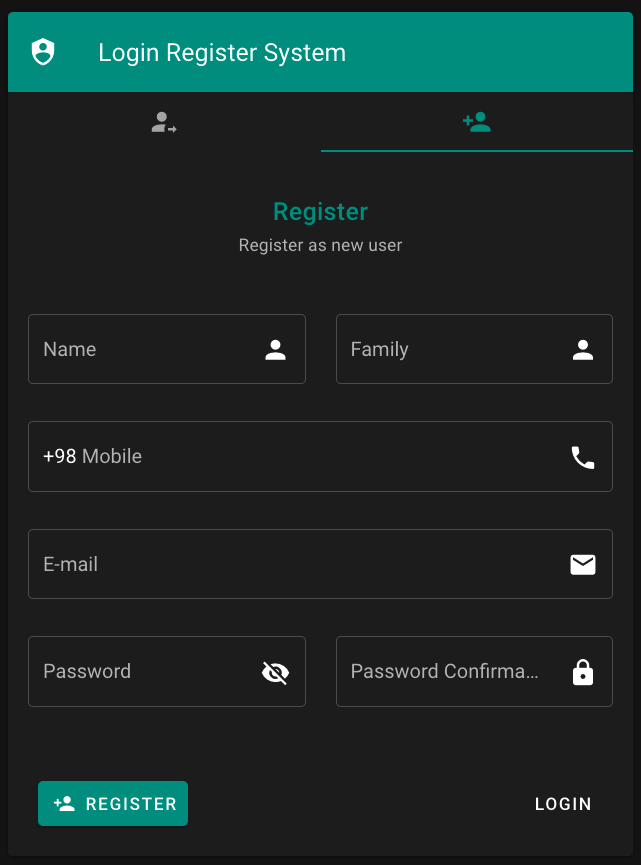 Login Register System
Register
Register as new user
Name
Family
+98 Mobile
E-mail
Password
Password Confirma...
REGISTER
LOGIN